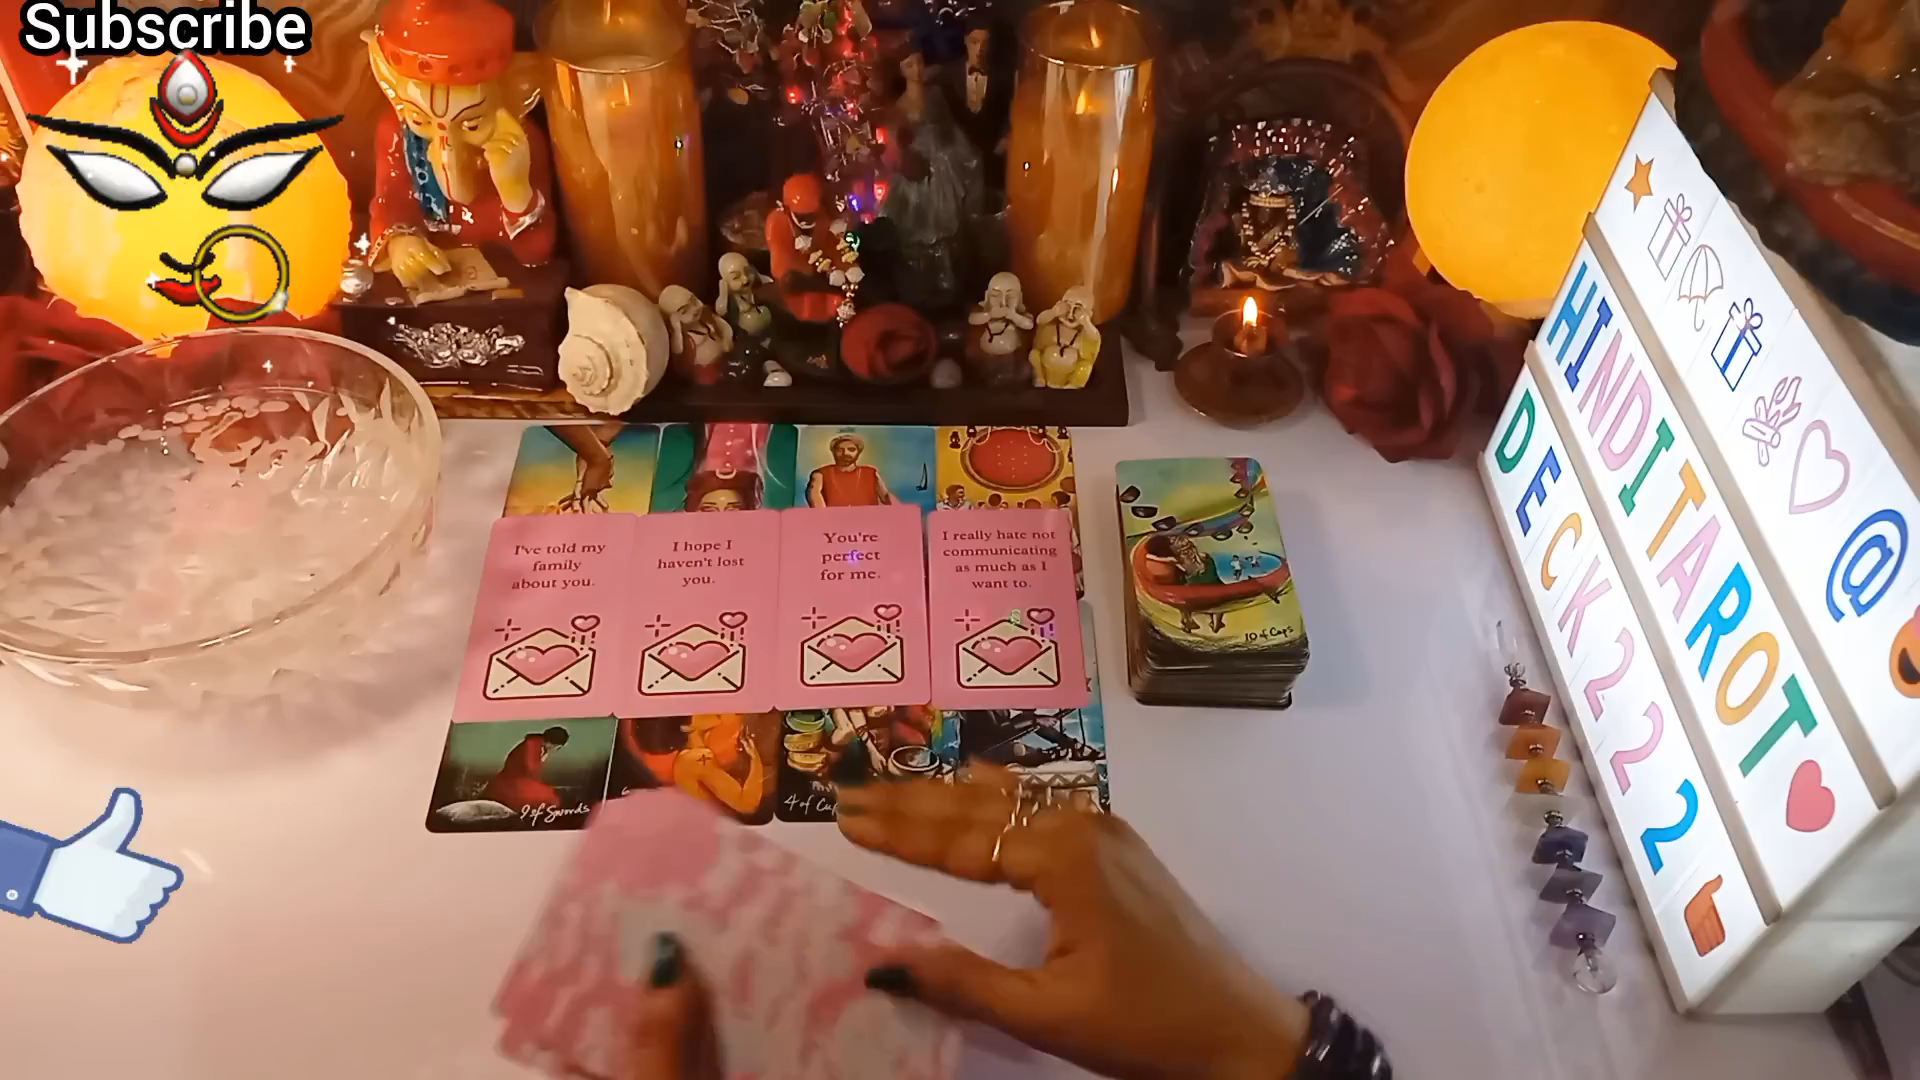 Subscribe
I've told my
family
about you.
I hope I
haven't lost
you.
You're
perfect
for me.
I really hate not
communicating
as much as I
want to.
10 of Cups
9 of Swords
4 of Cup
@
HINDITAROT
DECK222